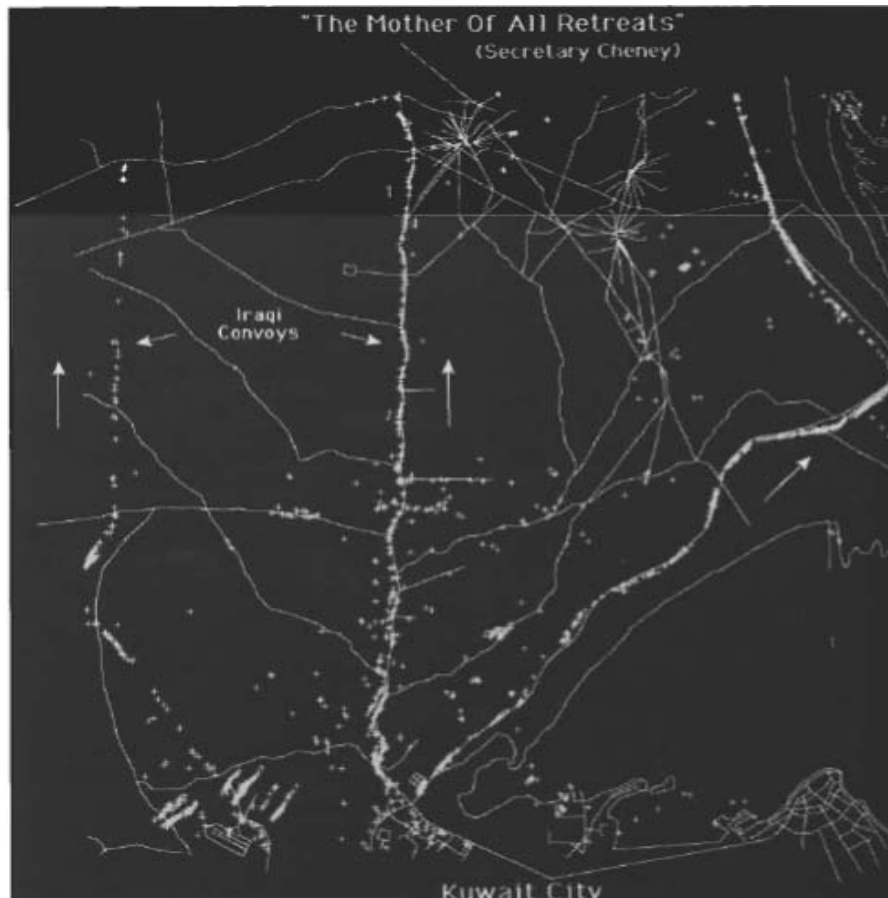 "The Mother Of All Retreats"
(Secretary Cheney)
Iraqi
Convoys
Kuwait City